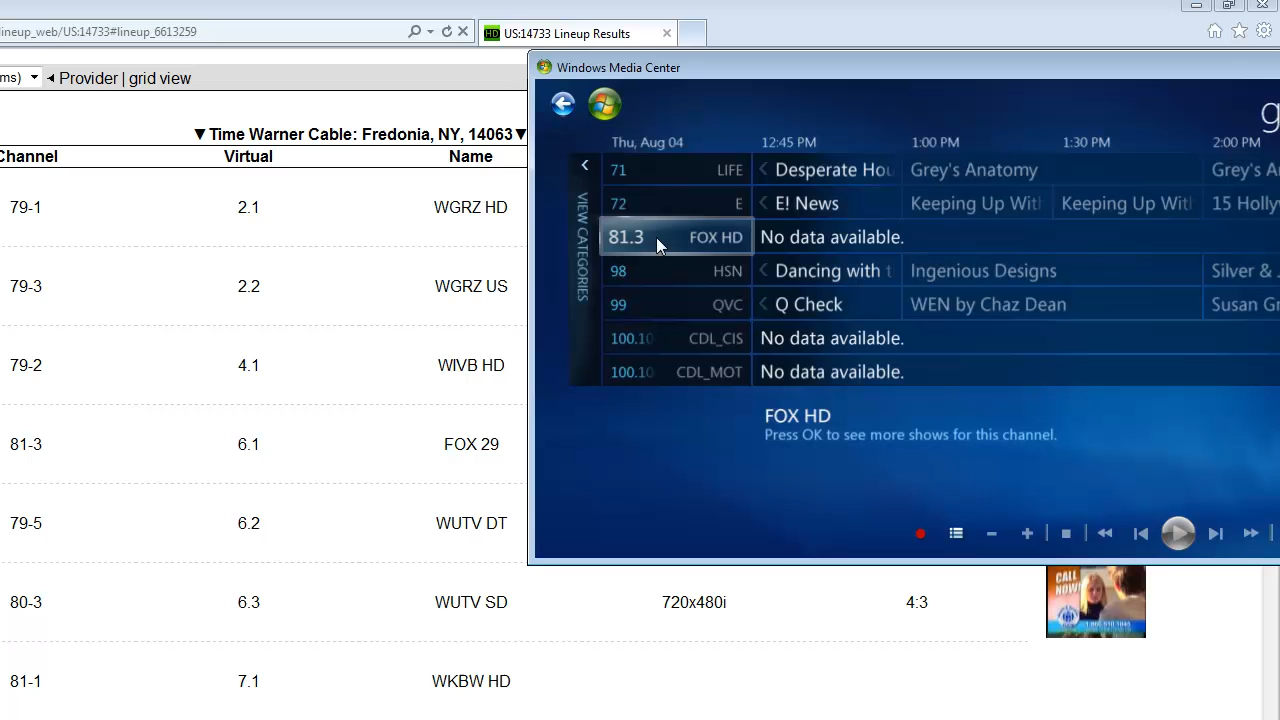 lineup_web/US:14733#lineup_6613259
HD US:14733 Lineup Results
ms) Provider | grid view
Time Warner Cable: Fredonia, NY, 14063
Channel Virtual Name
79-1 2.1 WGRZ HD
79-3 2.2 WGRZ US
79-2 4.1 WIVB HD
81-3 6.1 FOX 29
79-5 6.2 WUTV DT
80-3 6.3 WUTV SD 720x480i 4:3
81-1 7.1 WKBW HD
Windows Media Center
g
Thu, Aug 04 12:45 PM 1:00 PM 1:30 PM 2:00 PM
VIEW CATEGORIES
71 LIFE Desperate Hou Grey's Anatomy Grey's A
72 E E! News Keeping Up With Keeping Up With 15 Holly
81.3 FOX HD No data available.
98 HSN Dancing with t Ingenious Designs Silver &
99 QVC Q Check WEN by Chaz Dean Susan Gr
100.10 CDL_CIS No data available.
100.10 CDL_MOT No data available.
FOX HD
Press OK to see more shows for this channel.
CALL
NOW!